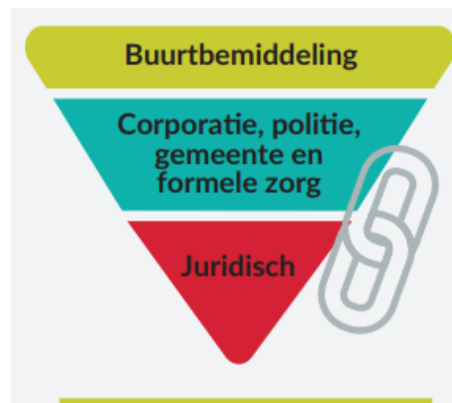 Buurtbemiddeling
Corporatie, politie,
gemeente en
formele zorg
Juridisch